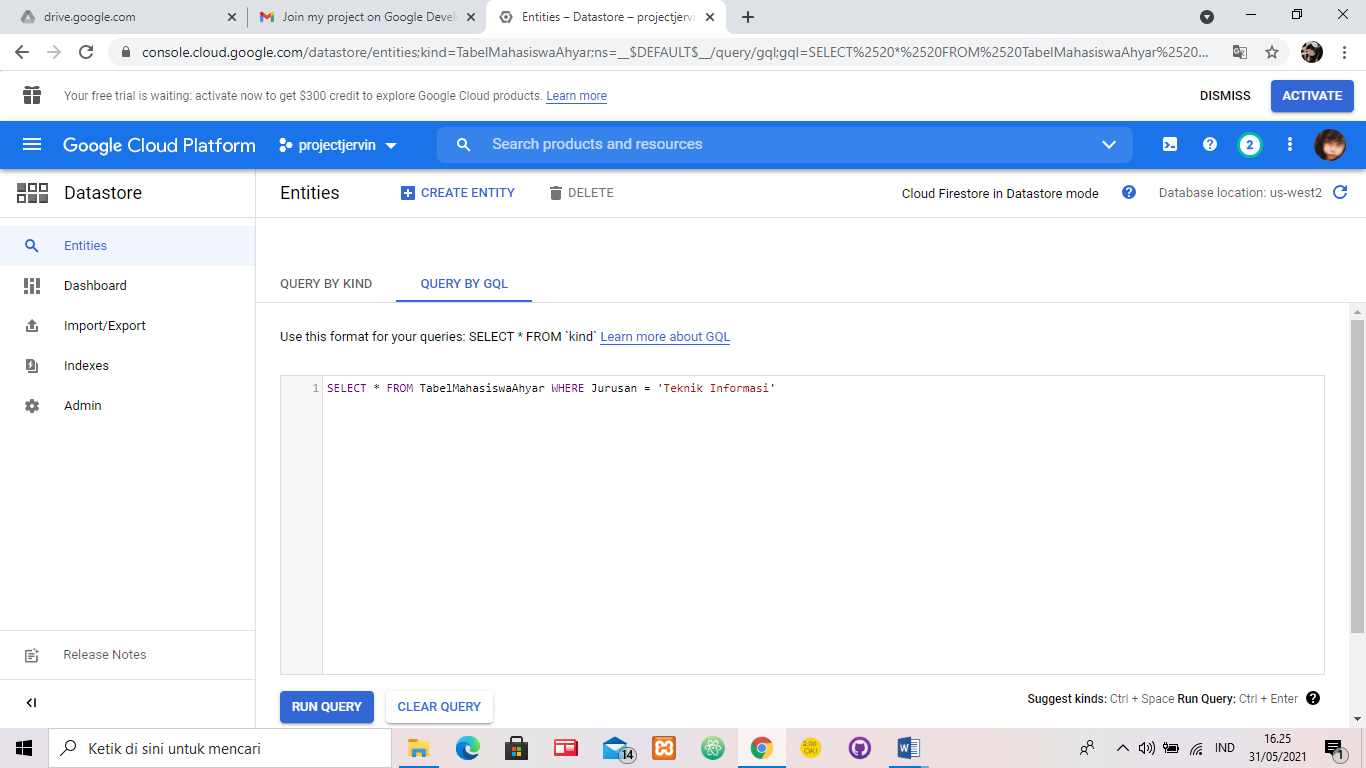 drive.google.com
Join my project on Google Devel
Entities – Datastore – projectjervi
console.cloud.google.com/datastore/entities;kind=TabelMahasiswaAhyar;ns=__$DEFAULT$__/query/gql;gql=SELECT%2520*%2520FROM%2520TabelMahasiswaAhyar%2520...
Your free trial is waiting: activate now to get $300 credit to explore Google Cloud products. Learn more
DISMISS
ACTIVATE
Google Cloud Platform
projectjervin
Search products and resources
2
Datastore
Entities
CREATE ENTITY
DELETE
Cloud Firestore in Datastore mode
Database location: us-west2
Entities
Dashboard
Import/Export
Indexes
Admin
Release Notes
QUERY BY KIND
QUERY BY GQL
Use this format for your queries: SELECT * FROM `kind` Learn more about GQL
1 SELECT * FROM TabelMahasiswaAhyar WHERE Jurusan = 'Teknik Informasi'
RUN QUERY
CLEAR QUERY
Suggest kinds: Ctrl + Space Run Query: Ctrl + Enter
Ketik di sini untuk mencari
14
IND
16.25
31/05/2021
1